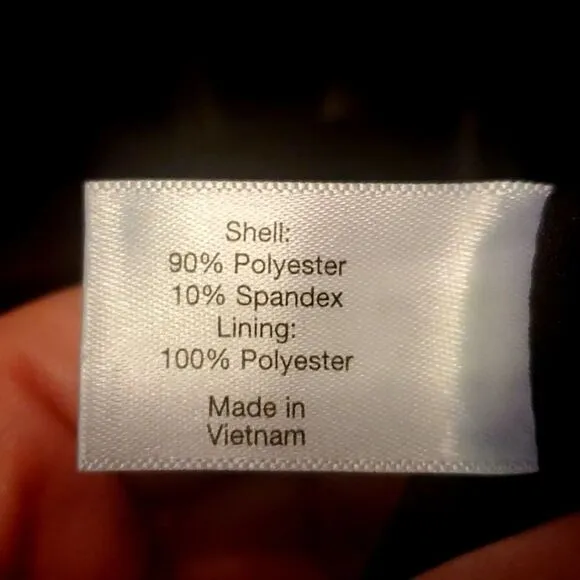 Shell:
90% Polyester
10% Spandex
Lining:
100% Polyester
Made in
Vietnam